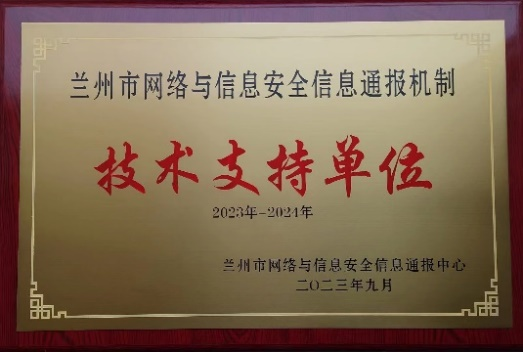 兰州市网络与信息安全信息通报机制
技术支持单位
2023年-2024年
兰州市网络与信息安全信息通报中心
二〇二三年九月